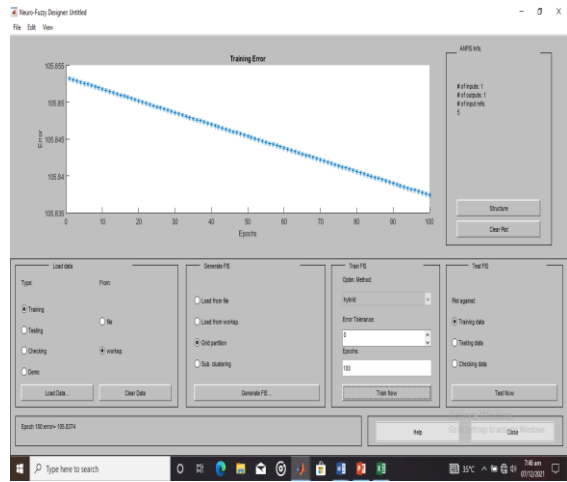 Neuro-Fuzzy Designer: Untitled
File Edit View
Training Error
105.855
105.85
105.845
105.84
105.835
Error
0 10 20 30 40 50 60 70 80 90 100
Epochs
ANFIS Info.
# of inputs: 1
# of outputs: 1
# of input mfs:
5
Structure
Clear Plot
Load data
Type: From:
Training
Testing
Checking
Demo
file
worksp.
Load Data...
Clear Data
Generate FIS
Load from file
Load from worksp.
Grid partition
Sub. clustering
Generate FIS ...
Train FIS
Optim. Method:
hybrid
Error Tolerance:
0
Epochs:
100
Train Now
Test FIS
Plot against:
Training data
Testing data
Checking data
Test Now
Epoch 100:error= 105.8374
Help
Close
Type here to search
35°C
7:46 am
07/12/2021